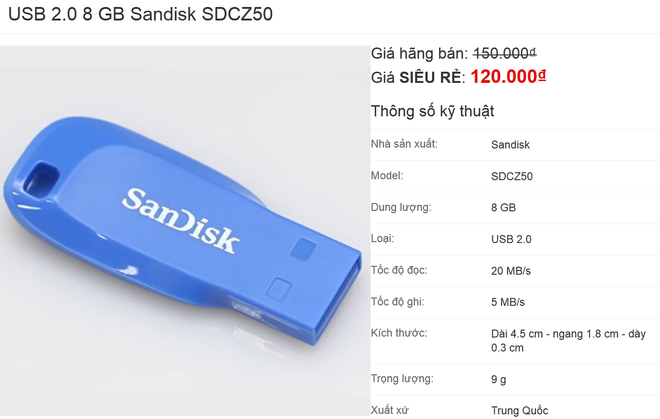 USB 2.0 8 GB Sandisk SDCZ50
Giá hãng bán: 150.000₫
Giá SIÊU RẺ: 120.000₫
Thông số kỹ thuật
Nhà sản xuất: Sandisk
Model: SDCZ50
Dung lượng: 8 GB
Loại: USB 2.0
Tốc độ đọc: 20 MB/s
Tốc độ ghi: 5 MB/s
Kích thước: Dài 4.5 cm - ngang 1.8 cm - dày
0.3 cm
Trọng lượng: 9 g
Xuất xứ Trung Quốc
SanDisk